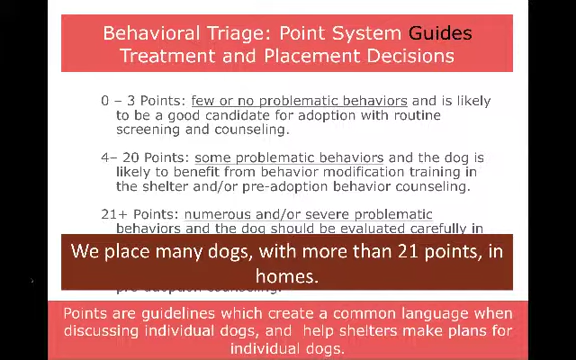 Behavioral Triage: Point System Guides
Treatment and Placement Decisions
0 – 3 Points: few or no problematic behaviors and is likely
to be a good candidate for adoption with routine
screening and counseling.
4– 20 Points: some problematic behaviors and the dog is
likely to benefit from behavior modification training in
the shelter and/or pre-adoption behavior counseling.
21+ Points: numerous and/or severe problematic
behaviors and the dog should be evaluated carefully in
We place many dogs, with more than 21 points, in
homes.
pre-adoption counseling.
Points are guidelines which create a common language when
discussing individual dogs, and help shelters make plans for
individual dogs.